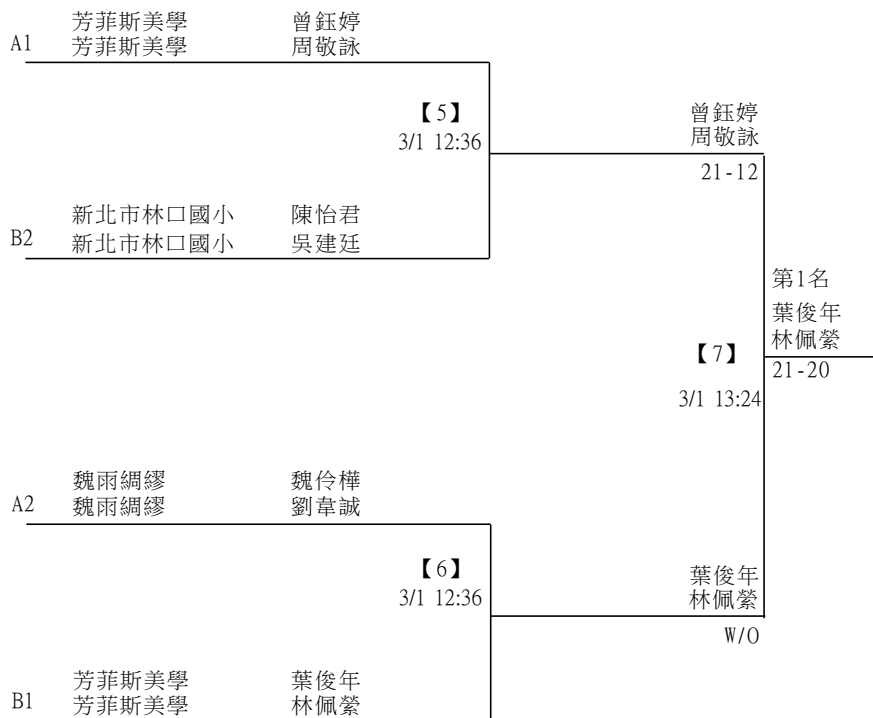 芳菲斯美學 曾鈺婷
A1 芳菲斯美學 周敬詠
【5】
3/1 12:36
曾鈺婷
周敬詠
21-12
新北市林口國小 陳怡君
B2 新北市林口國小 吳建廷
第1名
葉俊年
林佩縈
21-20
【7】
3/1 13:24
魏雨綢繆 魏伶樺
A2 魏雨綢繆 劉韋誠
【6】
3/1 12:36
葉俊年
林佩縈
W/O
芳菲斯美學 葉俊年
B1 芳菲斯美學 林佩縈